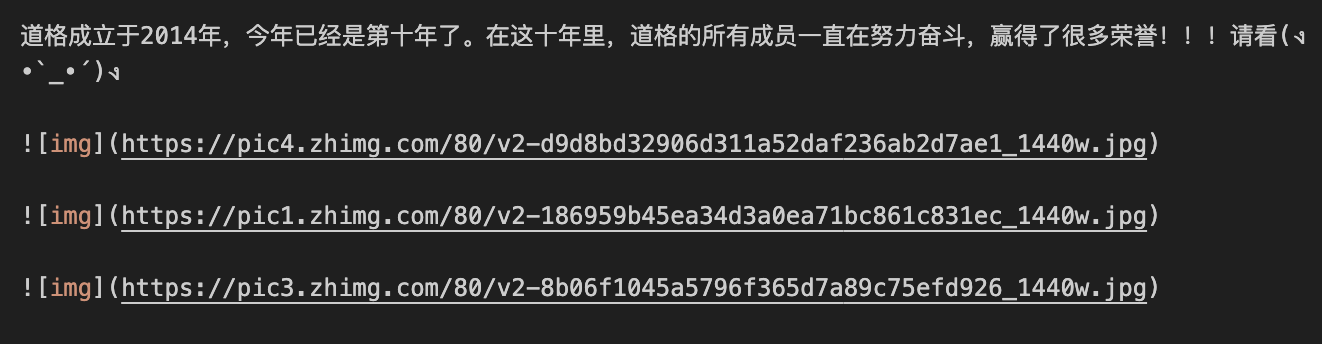 道格成立于2014年，今年已经是第十年了。在这十年里，道格的所有成员一直在努力奋斗，赢得了很多荣誉！！！请看(ง
•̀_•́)ง
![img](https://pic4.zhimg.com/80/v2-d9d8bd32906d311a52daf236ab2d7ae1_1440w.jpg)
![img](https://pic1.zhimg.com/80/v2-186959b45ea34d3a0ea71bc861c831ec_1440w.jpg)
![img](https://pic3.zhimg.com/80/v2-8b06f1045a5796f365d7a89c75efd926_1440w.jpg)